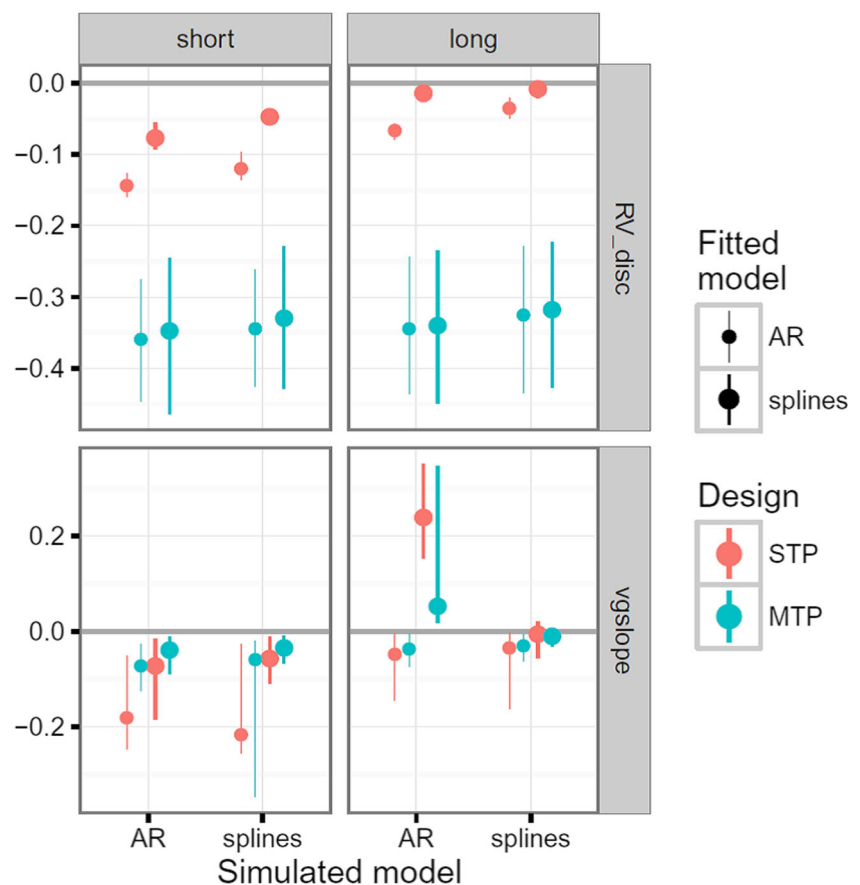 short long
0.0
−0.1
−0.2
−0.3
−0.4
RV_disc
0.2
0.0
−0.2
vgslope
AR splines AR splines
Simulated model
Fitted
model
AR
splines
Design
STP
MTP